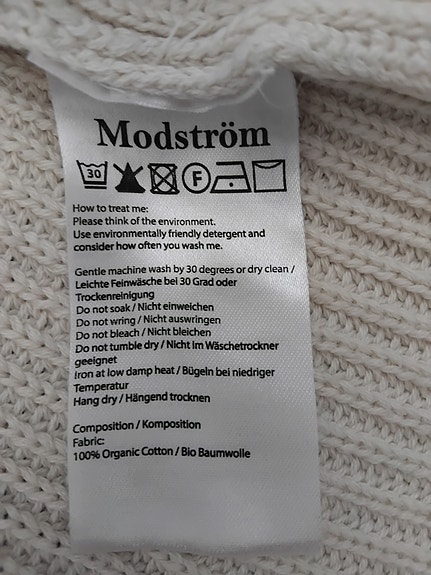 Modström
30 F
How to treat me:
Please think of the environment.
Use environmentally friendly detergent and
consider how often you wash me.
Gentle machine wash by 30 degrees or dry clean /
Leichte Feinwäsche bei 30 Grad oder
Trockenreinigung
Do not soak / Nicht einweichen
Do not wring / Nicht auswringen
Do not bleach / Nicht bleichen
Do not tumble dry / Nicht im Wäschetrockner
geeignet
Iron at low damp heat / Bügeln bei niedriger
Temperatur
Hang dry / Hängend trocknen
Composition / Komposition
Fabric:
100% Organic Cotton / Bio Baumwolle